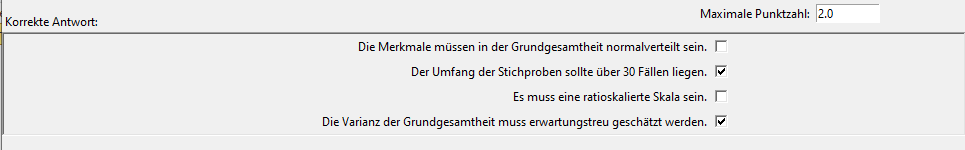 Maximale Punktzahl: 2.0
Korrekte Antwort:
Die Merkmale müssen in der Grundgesamtheit normalverteilt sein.
Der Umfang der Stichproben sollte über 30 Fällen liegen.
Es muss eine ratioskalierte Skala sein.
Die Varianz der Grundgesamtheit muss erwartungstreu geschätzt werden.